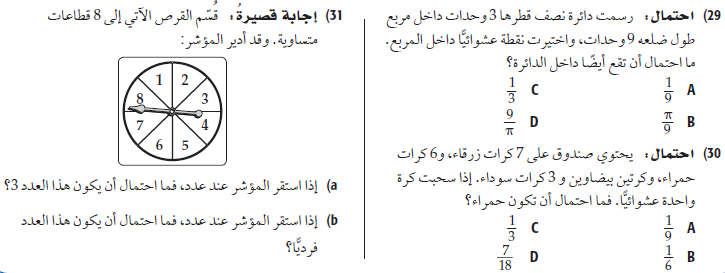 29) احتمال: رسمت دائرة نصف قطرها 3 وحدات داخل مربع
طول ضلعه 9 وحدات، واختيرت نقطة عشوائيًّا داخل المربع.
ما احتمال أن تقع أيضًا داخل الدائرة؟
A 1/9 C 1/3
B π/9 D 9/π
30) احتمال: يحتوي صندوق على 7 كرات زرقاء، و6 كرات
حمراء، وكرتين بيضاوين و 3 كرات سوداء. إذا سحبت كرة
واحدة عشوائيًّا. فما احتمال أن تكون حمراء؟
A 1/9 C 1/3
B 1/6 D 7/18
31) إجابة قصيرة: قُسّم القرص الآتي إلى 8 قطاعات
متساوية. وقد أدير المؤشر:
1 2
8 3
7 4
6 5
a) إذا استقر المؤشر عند عدد، فما احتمال أن يكون هذا العدد 3؟
b) إذا استقر المؤشر عند عدد، فما احتمال أن يكون هذا العدد
فرديًّا؟